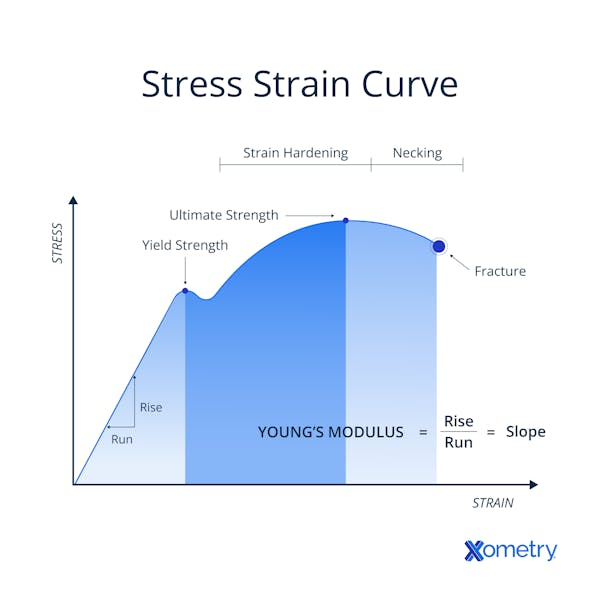 Stress Strain Curve
Strain Hardening
Necking
Ultimate Strength
Yield Strength
STRESS
Fracture
Rise
Run
YOUNG'S MODULUS = Rise / Run = Slope
STRAIN
Xometry